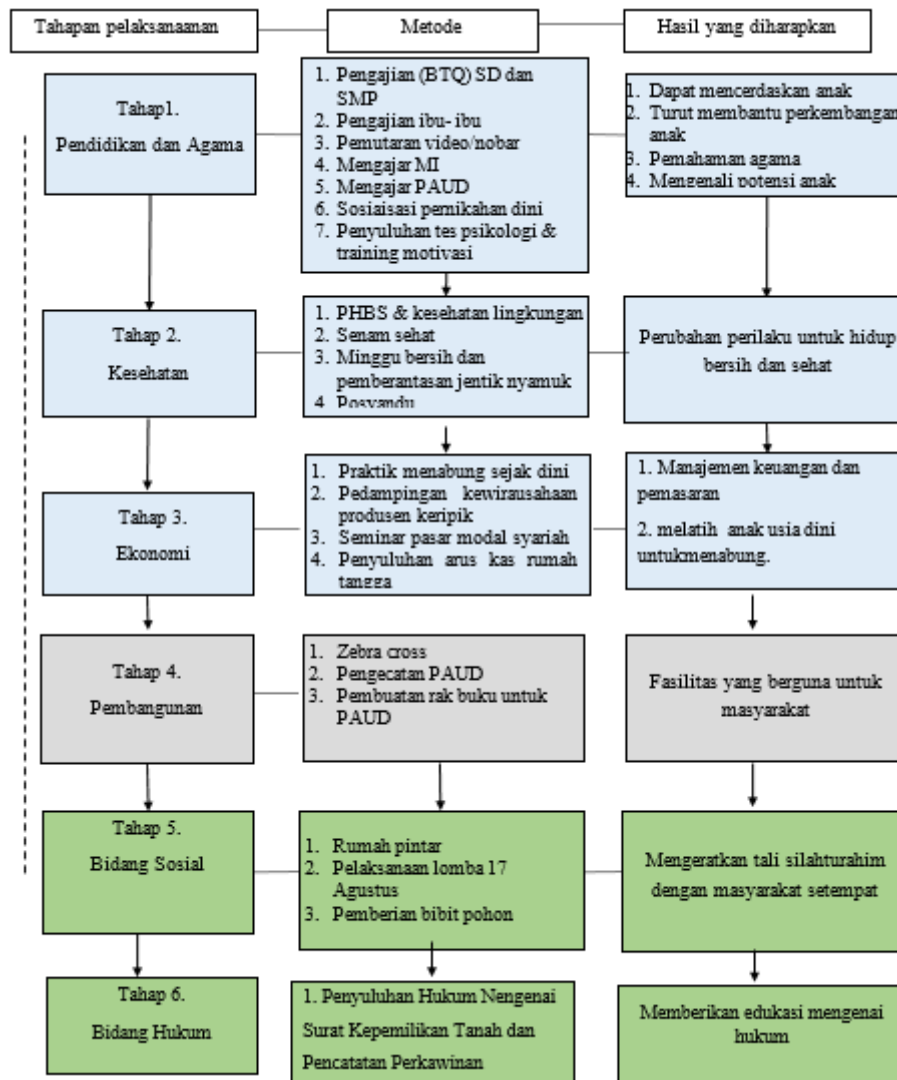 Tahapan pelaksanaanan
Metode
Hasil yang diharapkan
Tahap1.
Pendidikan dan Agama
1. Pengajian (BTQ) SD dan
SMP
2. Pengajian ibu- ibu
3. Pemutaran video/nobar
4. Mengajar MI
5. Mengajar PAUD
6. Sosiaisasi pernikahan dini
7. Penyuluhan tes psikologi &
training motivasi
1. Dapat mencerdaskan anak
2. Turut membantu perkembangan
anak
3. Pemahaman agama
4. Mengenali potensi anak
Tahap 2.
Kesehatan
1. PHBS & kesehatan lingkungan
2. Senam sehat
3. Minggu bersih dan
pemberantasan jentik nyamuk
4. Posyandu
Perubahan perilaku untuk hidup
bersih dan sehat
Tahap 3.
Ekonomi
1. Praktik menabung sejak dini
2. Pedampingan kewirausahaan
produsen keripik
3. Seminar pasar modal syariah
4. Penyuluhan arus kas rumah
tangga
1. Manajemen keuangan dan
pemasaran
2. melatih anak usia dini
untukmenabung.
Tahap 4.
Pembangunan
1. Zebra cross
2. Pengecatan PAUD
3. Pembuatan rak buku untuk
PAUD
Fasilitas yang berguna untuk
masyarakat
Tahap 5.
Bidang Sosial
1. Rumah pintar
2. Pelaksanaan lomba 17
Agustus
3. Pemberian bibit pohon
Mengeratkan tali silahturahim
dengan masyarakat setempat
Tahap 6.
Bidang Hukum
1. Penyuluhan Hukum Nengenai
Surat Kepemilikan Tanah dan
Pencatatan Perkawinan
Memberikan edukasi mengenai
hukum